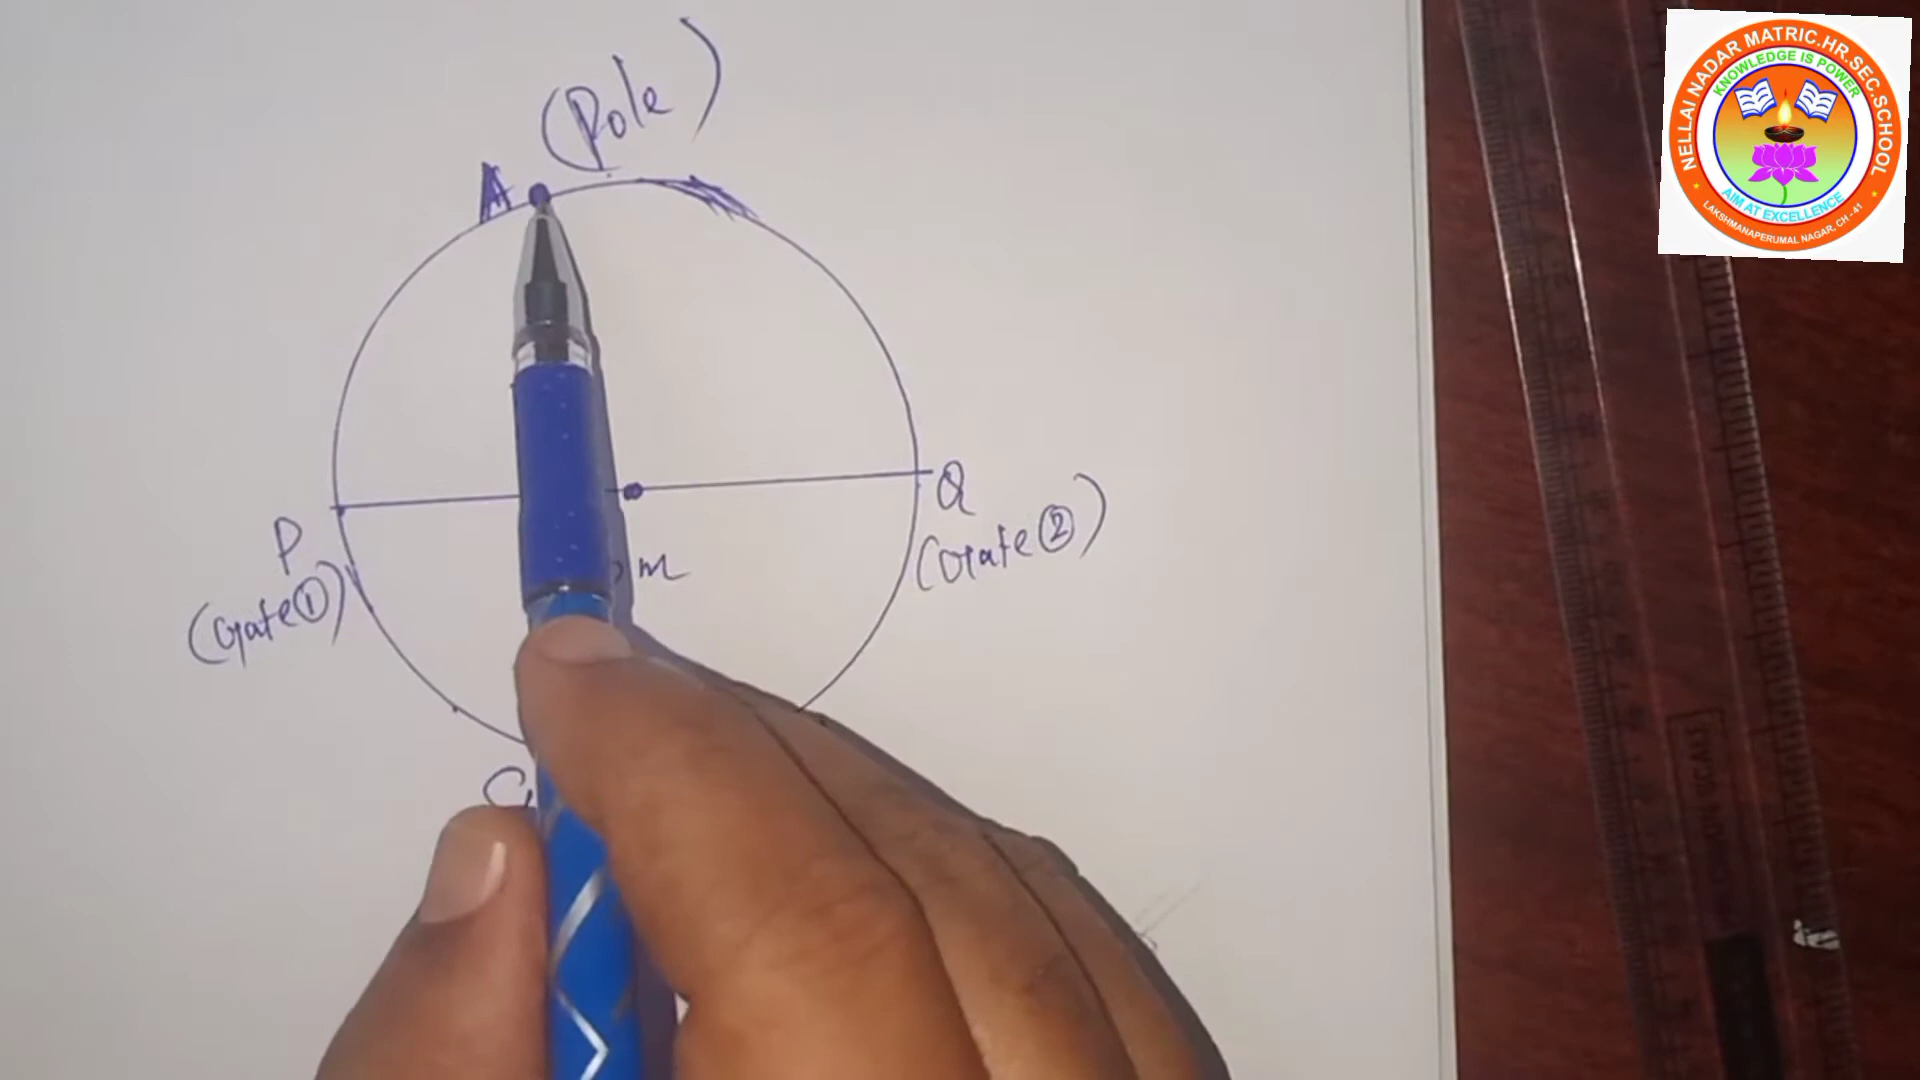 (Pole)
A
P
Q
(Gate①)
(Gate②)
m
G
NELLAI NADAR MATRIC.HR.SEC.SCHOOL
KNOWLEDGE IS POWER
AIM AT EXCELLENCE
LAKSHMANAPERUMAL NAGAR, CH - 41